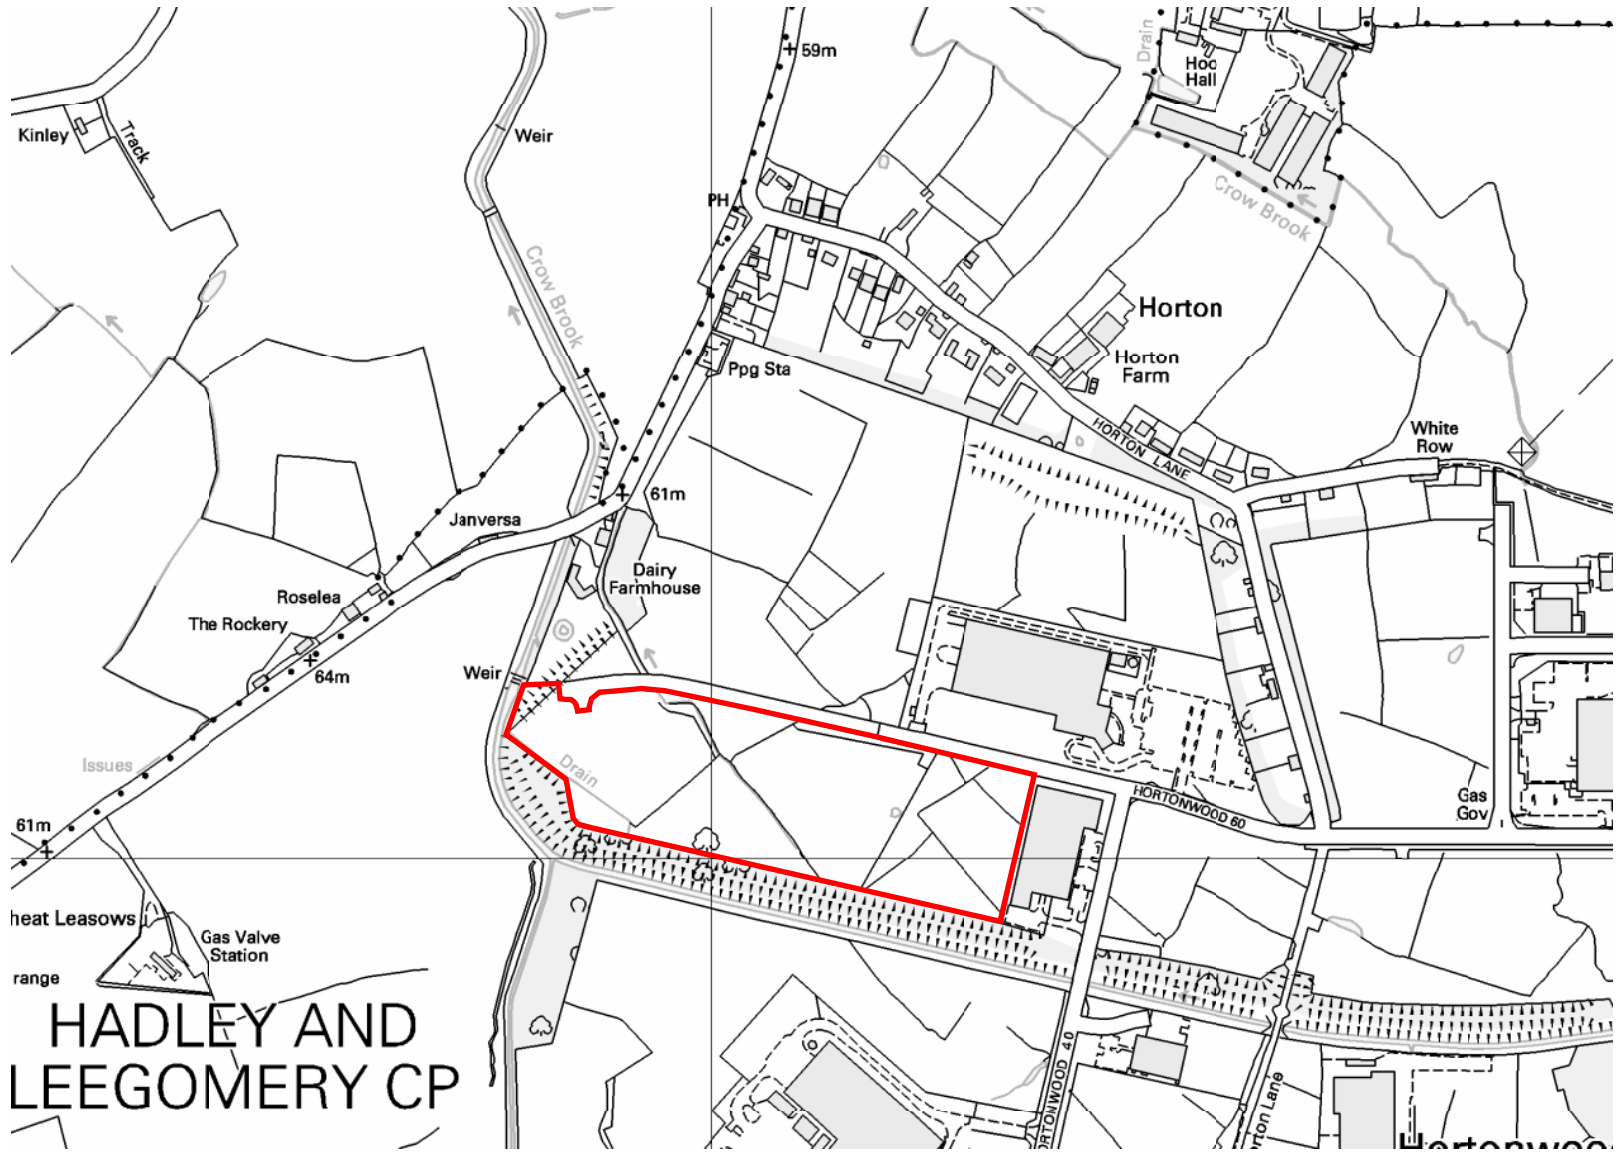 59m
Drain
Hoo
Hall
Kinley
Track
Weir
PH
Crow Brook
Crow Brook
Horton
Horton
Farm
Ppg Sta
HORTON LANE
White
Row
61m
Janversa
Dairy
Farmhouse
Roselea
The Rockery
64m
Weir
Issues
Drain
HORTONWOOD 60
Gas
Gov
61m
heat Leasows
Gas Valve
Station
range
HADLEY AND
LEEGOMERY CP
HORTONWOOD 40
orton Lane
Hortonwood